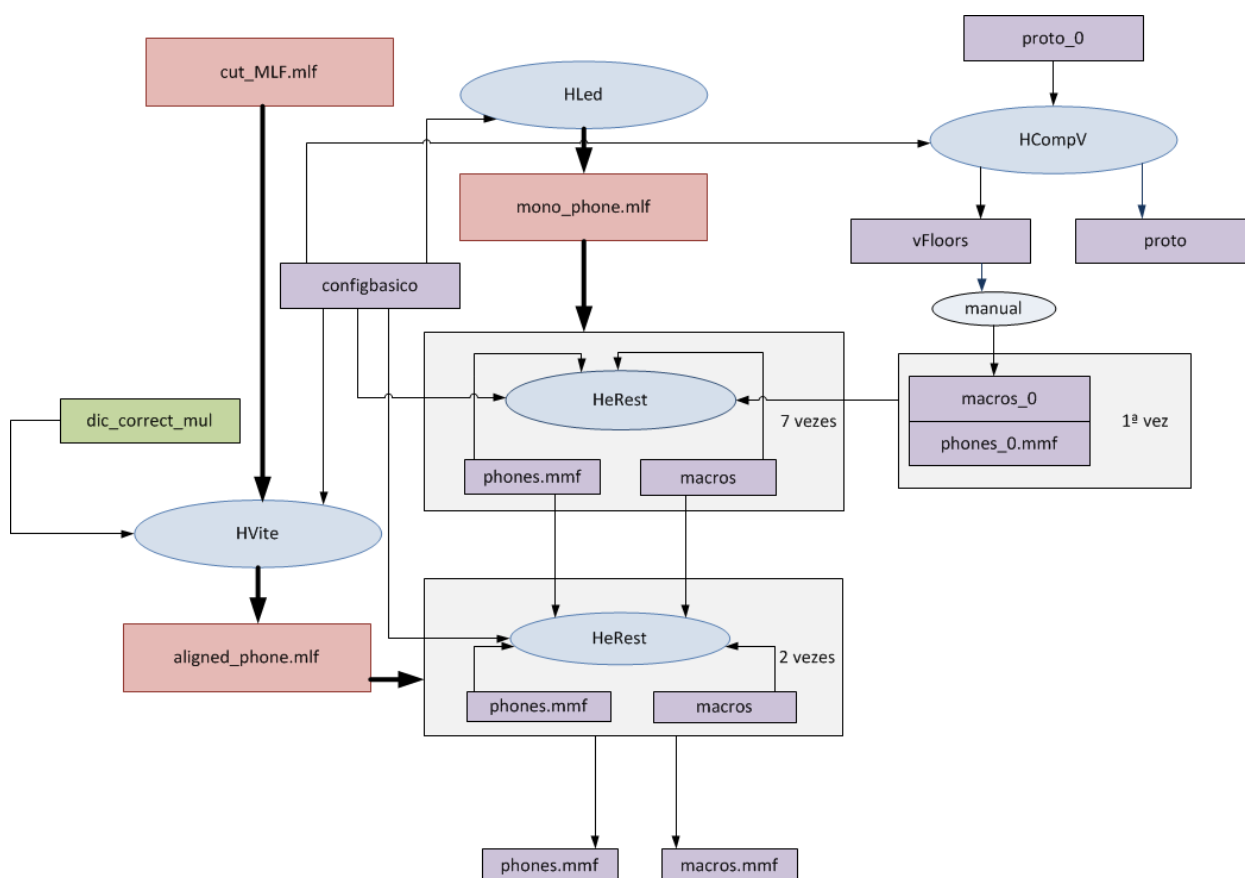 proto_0
cut_MLF.mlf
HLed
HCompV
mono_phone.mlf
vFloors
proto
configbasico
manual
HeRest
7 vezes
macros_0
phones_0.mmf
1ª vez
dic_correct_mul
phones.mmf
macros
HVite
HeRest
2 vezes
aligned_phone.mlf
phones.mmf
macros
phones.mmf
macros.mmf